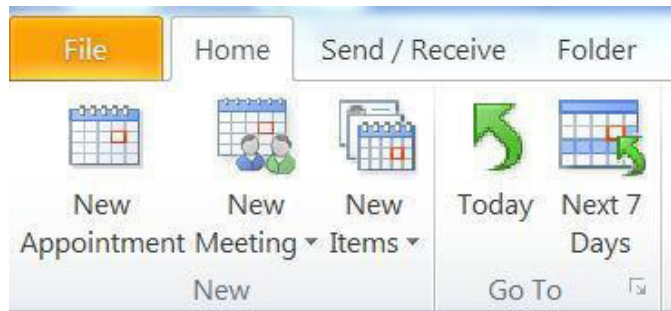 File Home Send / Receive Folder
New New New Today Next 7
Appointment Meeting Items Days
New Go To